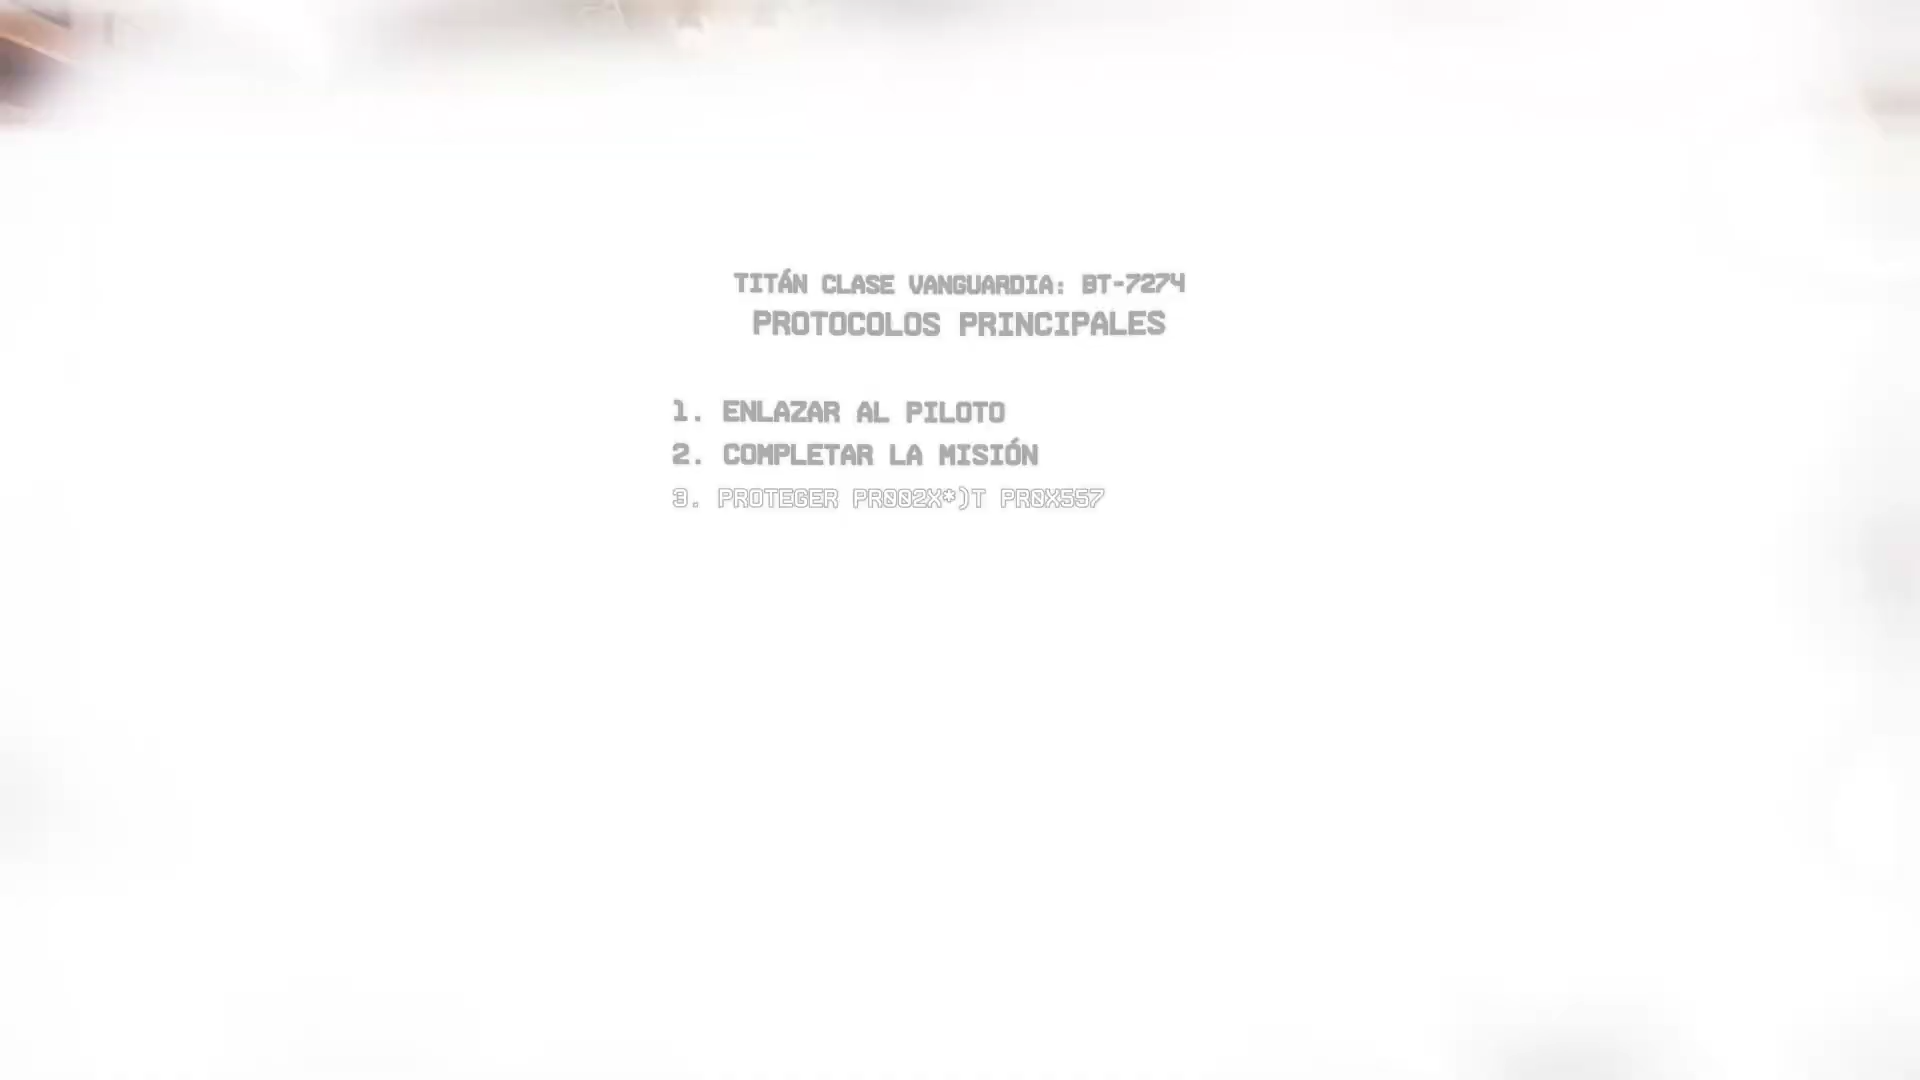 TITÁN CLASE VANGUARDIA: BT-7274
PROTOCOLOS PRINCIPALES
1. ENLAZAR AL PILOTO
2. COMPLETAR LA MISIÓN
3. PROTEGER PR002X*)T PR0X557